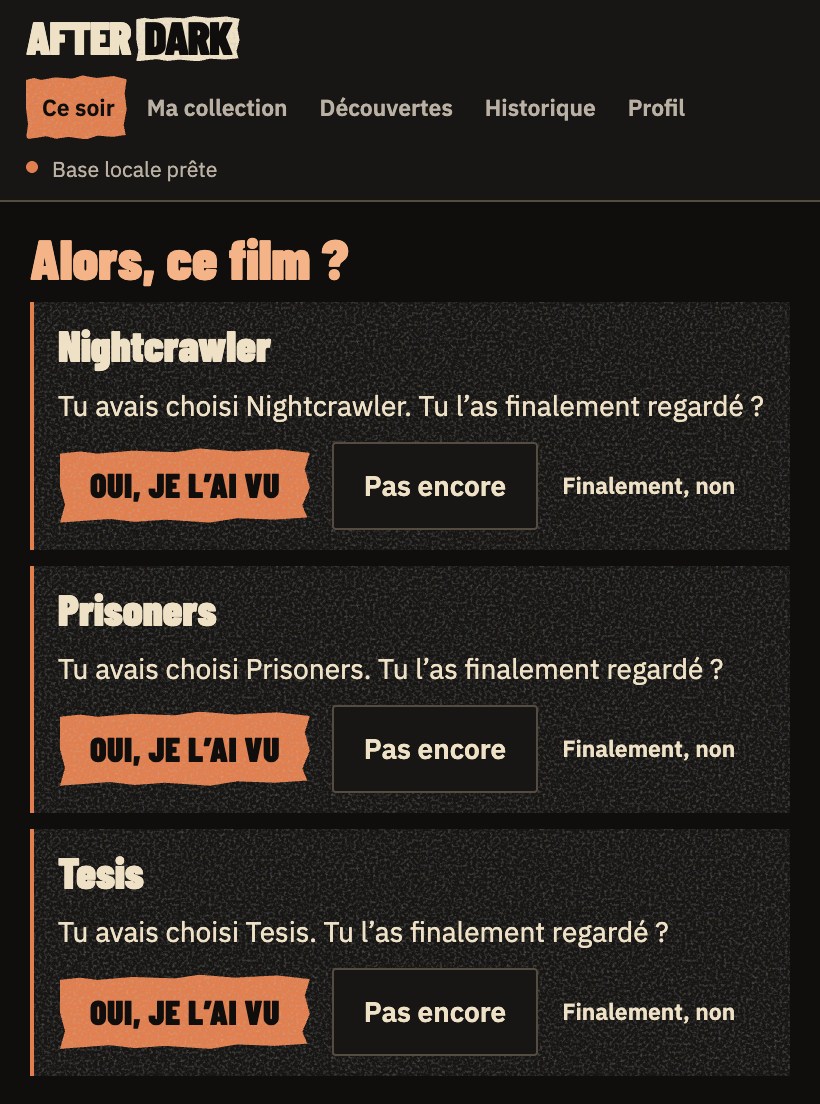 AFTER DARK
Ce soir Ma collection Découvertes Historique Profil
Base locale prête
Alors, ce film ?
Nightcrawler
Tu avais choisi Nightcrawler. Tu l’as finalement regardé ?
OUI, JE L’AI VU Pas encore Finalement, non
Prisoners
Tu avais choisi Prisoners. Tu l’as finalement regardé ?
OUI, JE L’AI VU Pas encore Finalement, non
Tesis
Tu avais choisi Tesis. Tu l’as finalement regardé ?
OUI, JE L’AI VU Pas encore Finalement, non